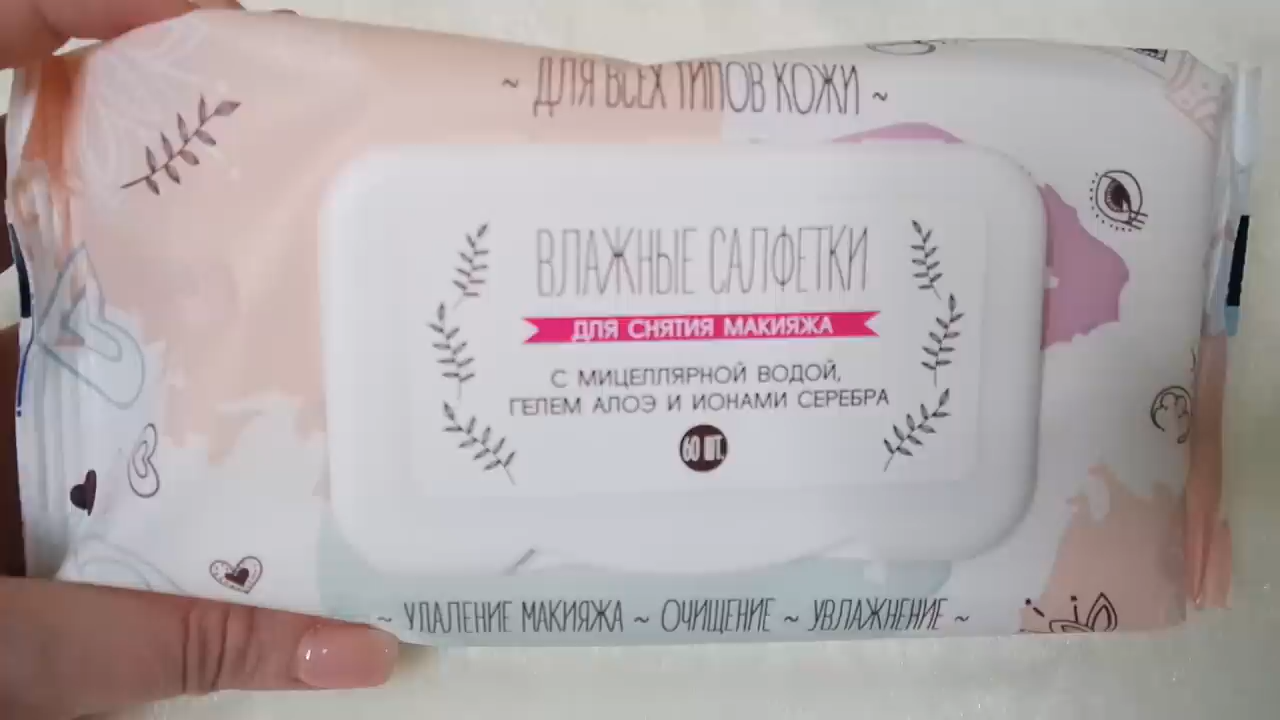 ~ ДЛЯ ВСЕХ ТИПОВ КОЖИ ~
ВЛАЖНЫЕ САЛФЕТКИ
ДЛЯ СНЯТИЯ МАКИЯЖА
С МИЦЕЛЛЯРНОЙ ВОДОЙ,
ГЕЛЕМ АЛОЭ И ИОНАМИ СЕРЕБРА
60 ШТ.
~ УДАЛЕНИЕ МАКИЯЖА ~ ОЧИЩЕНИЕ ~ УВЛАЖНЕНИЕ ~